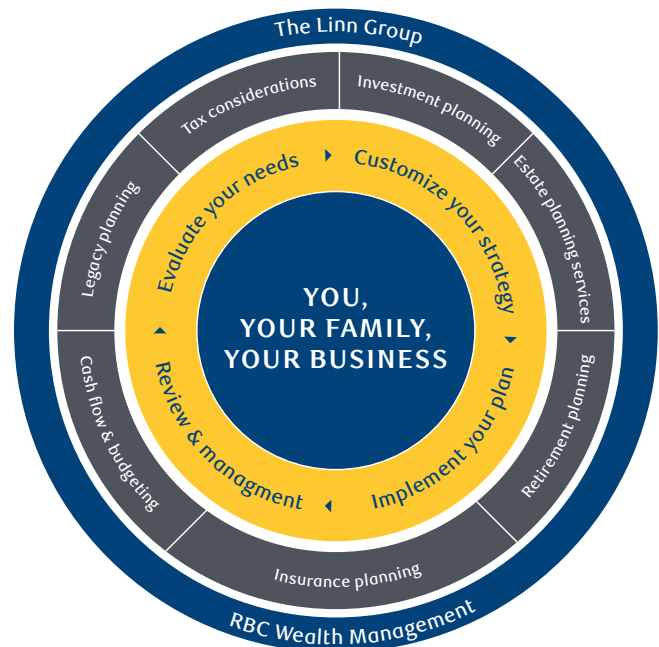 The Linn Group
Tax considerations
Investment planning
Estate planning services
Retirement planning
Insurance planning
Cash flow & budgeting
Legacy planning
Evaluate your needs
Customize your strategy
Implement your plan
Review & managment
YOU,
YOUR FAMILY,
YOUR BUSINESS
RBC Wealth Management